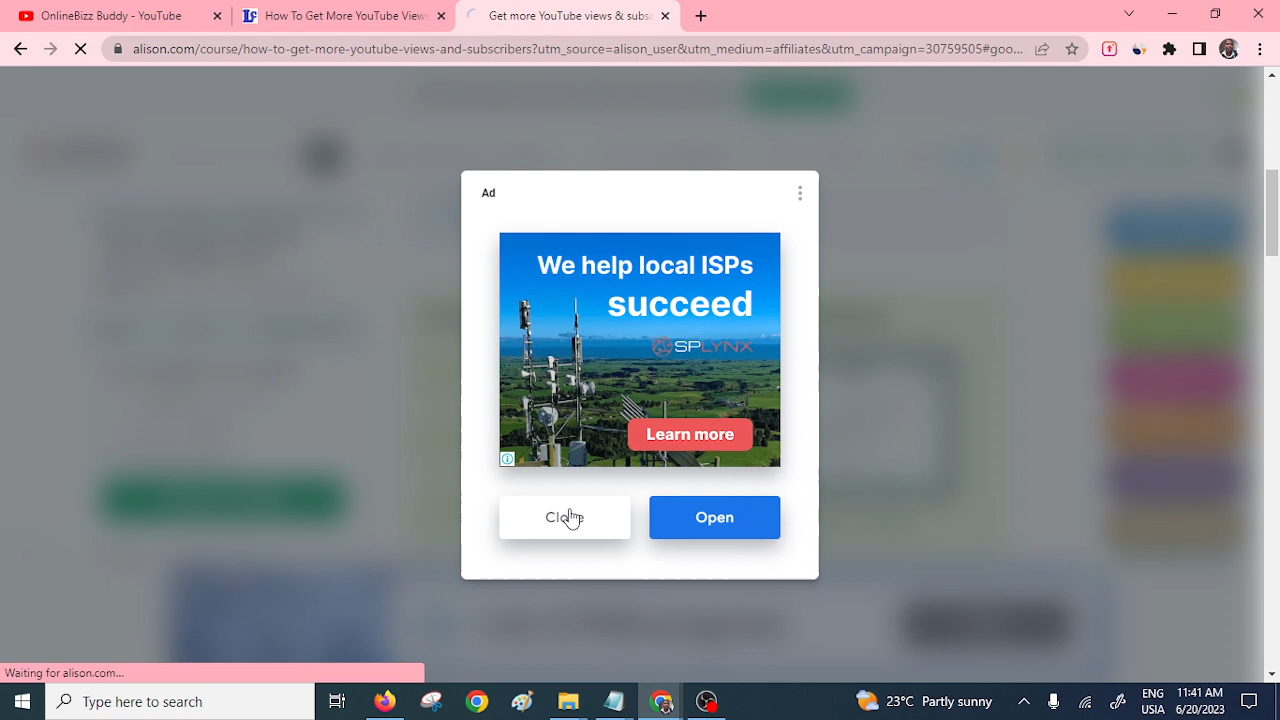 OnlineBizz Buddy - YouTube
How To Get More YouTube Views
Get more YouTube views & subsc
alison.com/course/how-to-get-more-youtube-views-and-subscribers?utm_source=alison_user&utm_medium=affiliates&utm_campaign=30759505#goo...
Ad
We help local ISPs
succeed
SPLYNX
Learn more
Close
Open
Waiting for alison.com...
Type here to search
23°C Partly sunny
ENG
USIA
11:41 AM
6/20/2023